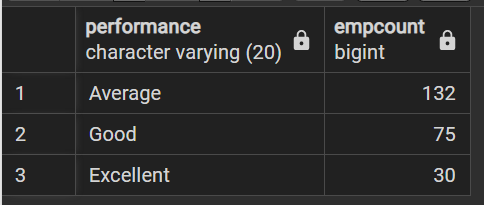 performance
character varying (20)
empcount
bigint
1 Average 132
2 Good 75
3 Excellent 30